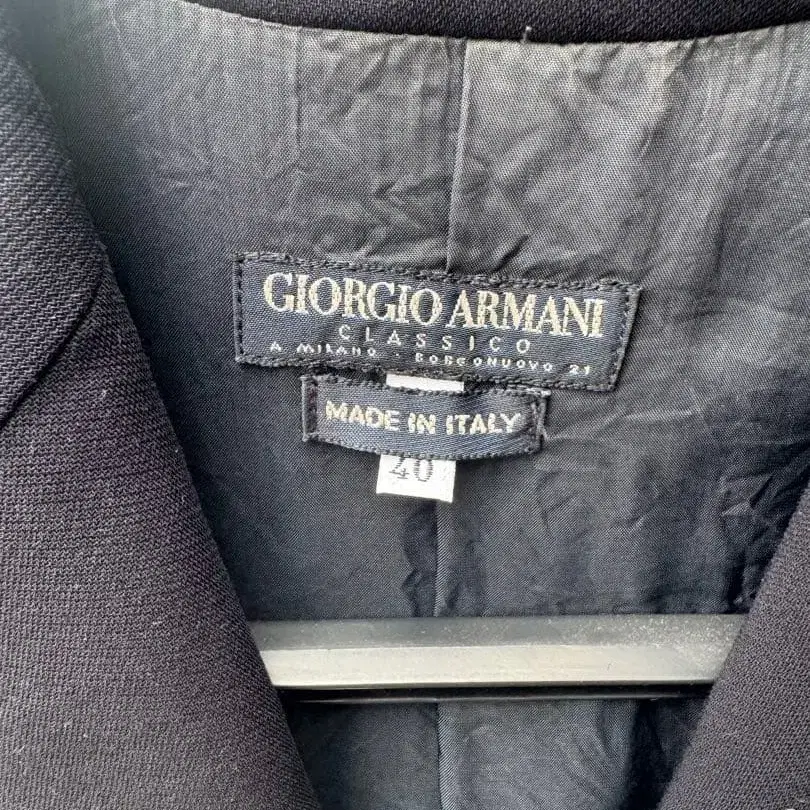 GIORGIO ARMANI
CLASSICO
A MILANO · BORGONUOVO 21
MADE IN ITALY
40